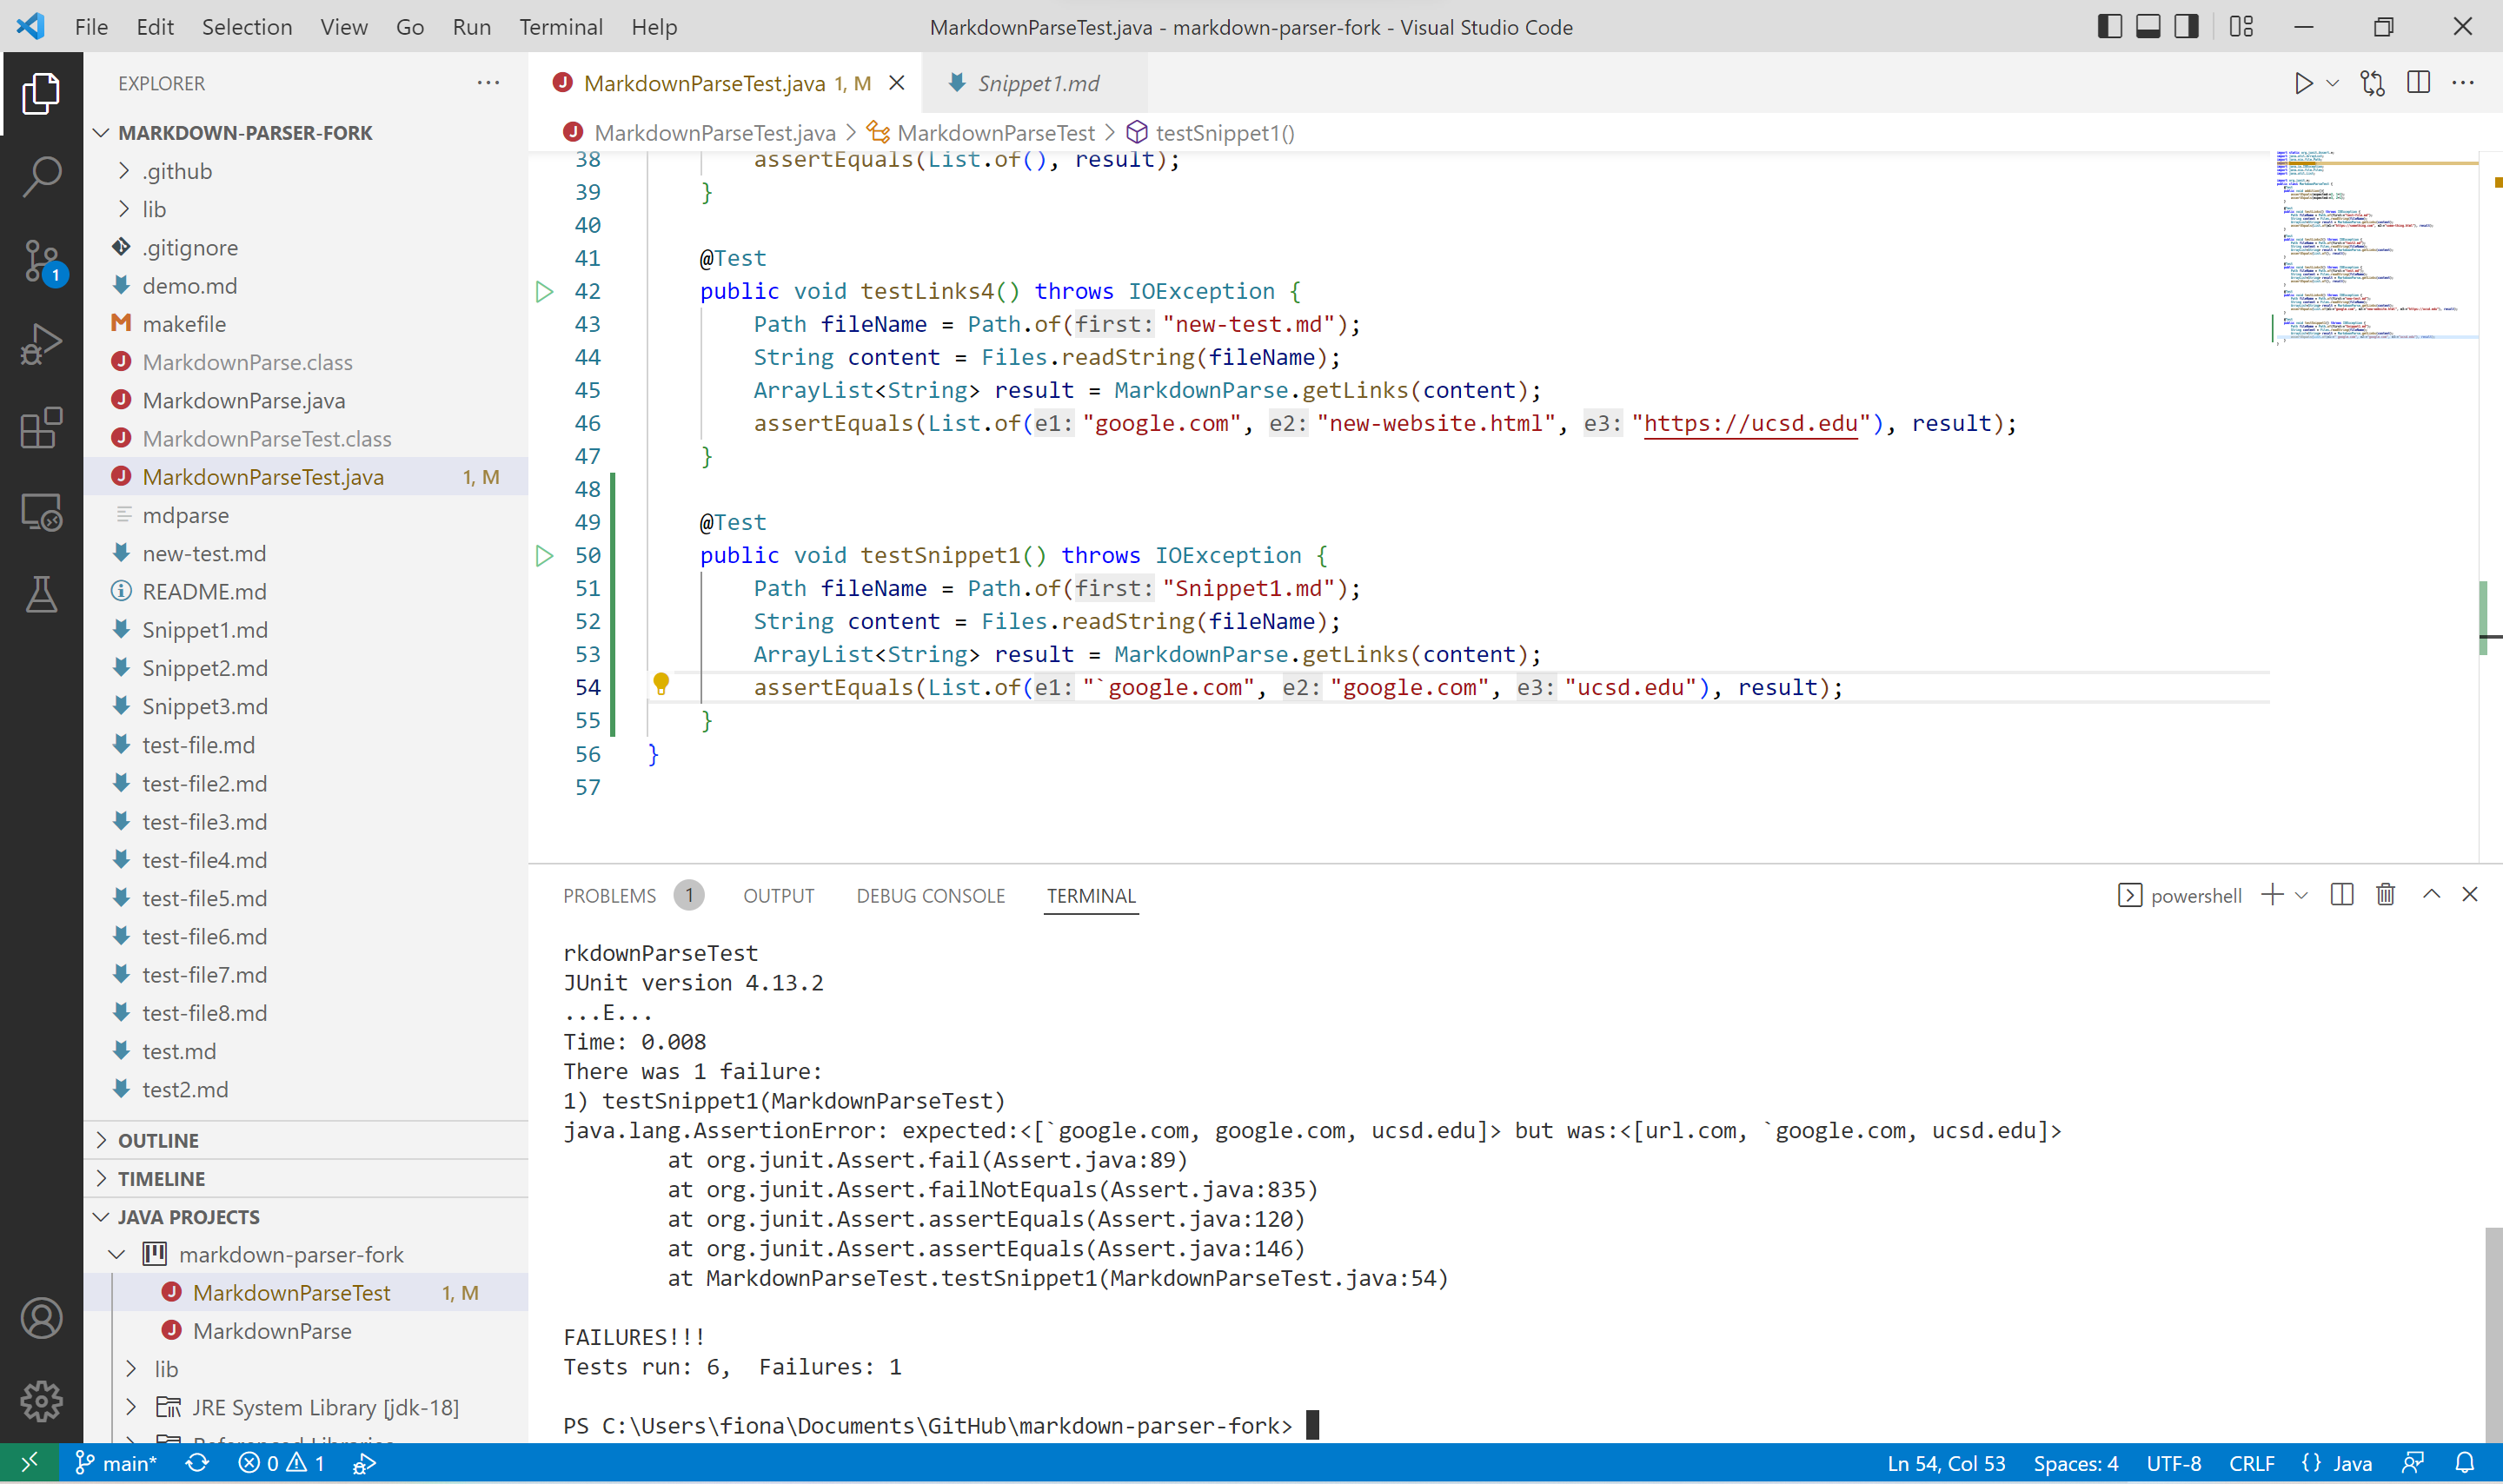 File Edit Selection View Go Run Terminal Help
MarkdownParseTest.java - markdown-parser-fork - Visual Studio Code
EXPLORER
MARKDOWN-PARSER-FORK
.github
lib
.gitignore
demo.md
makefile
MarkdownParse.class
MarkdownParse.java
MarkdownParseTest.class
MarkdownParseTest.java 1, M
mdparse
new-test.md
README.md
Snippet1.md
Snippet2.md
Snippet3.md
test-file.md
test-file2.md
test-file3.md
test-file4.md
test-file5.md
test-file6.md
test-file7.md
test-file8.md
test.md
test2.md
OUTLINE
TIMELINE
JAVA PROJECTS
markdown-parser-fork
MarkdownParseTest 1, M
MarkdownParse
lib
JRE System Library [jdk-18]
Referenced Libraries
1
MarkdownParseTest.java 1, M
Snippet1.md
MarkdownParseTest.java > MarkdownParseTest > testSnippet1()
38 assertEquals(List.of(), result);
39 }
40
41 @Test
42 public void testLinks4() throws IOException {
43 Path fileName = Path.of(first: "new-test.md");
44 String content = Files.readString(fileName);
45 ArrayList<String> result = MarkdownParse.getLinks(content);
46 assertEquals(List.of(e1: "google.com", e2: "new-website.html", e3: "https://ucsd.edu"), result);
47 }
48
49 @Test
50 public void testSnippet1() throws IOException {
51 Path fileName = Path.of(first: "Snippet1.md");
52 String content = Files.readString(fileName);
53 ArrayList<String> result = MarkdownParse.getLinks(content);
54 assertEquals(List.of(e1: "`google.com", e2: "google.com", e3: "ucsd.edu"), result);
55 }
56 }
57
PROBLEMS 1 OUTPUT DEBUG CONSOLE TERMINAL
powershell
rkdownParseTest
JUnit version 4.13.2
...E...
Time: 0.008
There was 1 failure:
1) testSnippet1(MarkdownParseTest)
java.lang.AssertionError: expected:<[`google.com, google.com, ucsd.edu]> but was:<[url.com, `google.com, ucsd.edu]>
at org.junit.Assert.fail(Assert.java:89)
at org.junit.Assert.failNotEquals(Assert.java:835)
at org.junit.Assert.assertEquals(Assert.java:120)
at org.junit.Assert.assertEquals(Assert.java:146)
at MarkdownParseTest.testSnippet1(MarkdownParseTest.java:54)
FAILURES!!!
Tests run: 6,  Failures: 1
PS C:\Users\fiona\Documents\GitHub\markdown-parser-fork>
main* 0 1
Ln 54, Col 53 Spaces: 4 UTF-8 CRLF {} Java